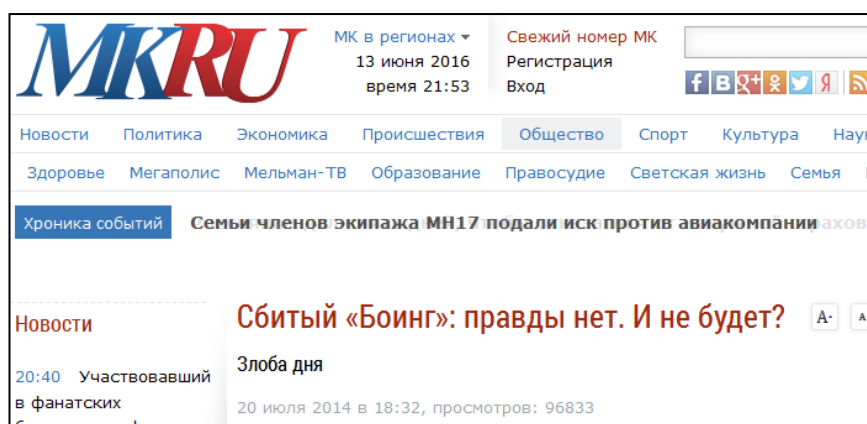 MKRU
МК в регионах
13 июня 2016
время 21:53
Свежий номер МК
Регистрация
Вход
Новости Политика Экономика Происшествия Общество Спорт Культура
Здоровье Мегаполис Мельман-ТВ Образование Правосудие Светская жизнь Семья
Хроника событий Семьи членов экипажа МН17 подали иск против авиакомпании
Новости
20:40 Участвовавший
в фанатских
Сбитый «Боинг»: правды нет. И не будет?
A-
A
Злоба дня
20 июля 2014 в 18:32, просмотров: 96833